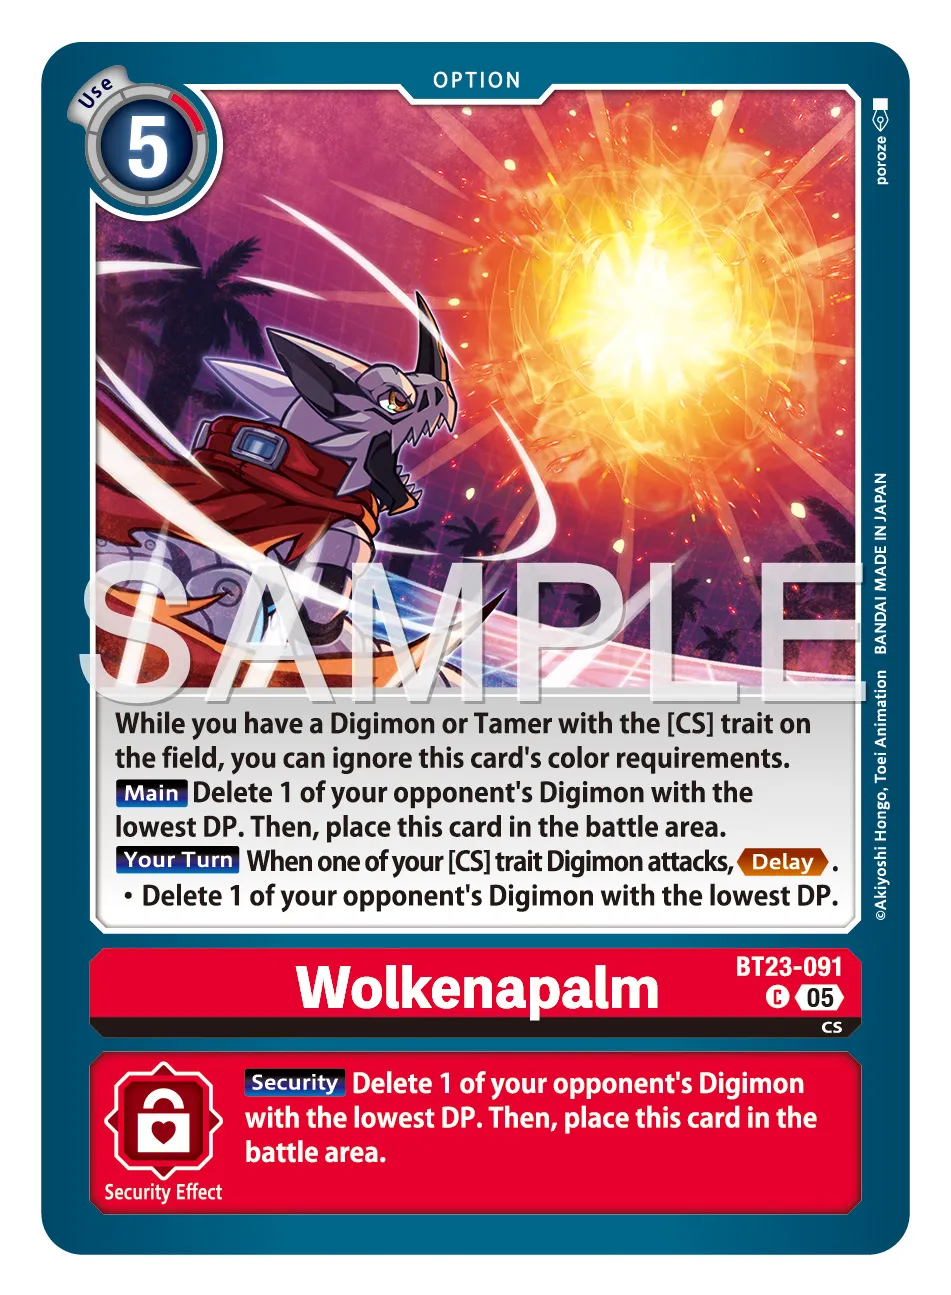 OPTION
Use
5
poroze
SAMPLE
While you have a Digimon or Tamer with the [CS] trait on
the field, you can ignore this card's color requirements.
Main Delete 1 of your opponent's Digimon with the
lowest DP. Then, place this card in the battle area.
Your Turn When one of your [CS] trait Digimon attacks, Delay .
・Delete 1 of your opponent's Digimon with the lowest DP.
©Akiyoshi Hongo, Toei Animation BANDAI MADE IN JAPAN
Wolkenapalm
BT23-091
C 05
CS
Security Delete 1 of your opponent's Digimon
with the lowest DP. Then, place this card in the
battle area.
Security Effect